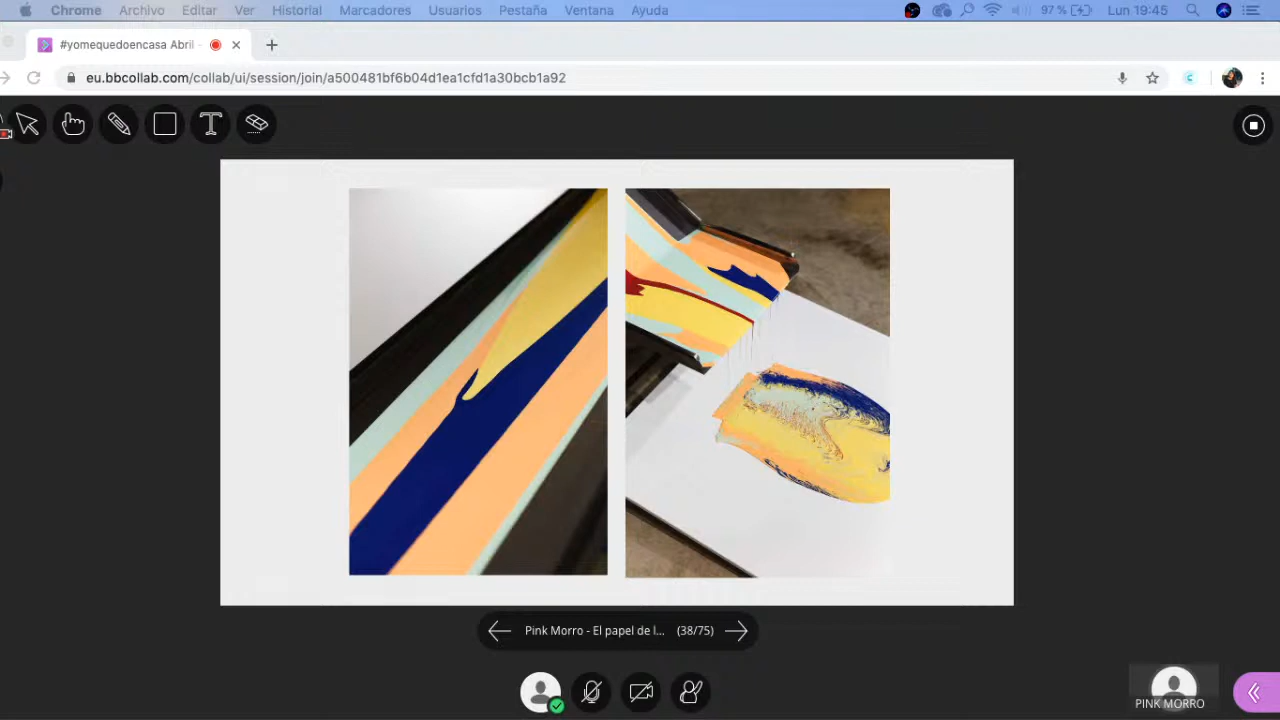 Chrome Archivo Editar Ver Historial Marcadores Usuarios Pestaña Ventana Ayuda 97 % Lun 19:45
#yomequedoencasa Abril -
eu.bbcollab.com/collab/ui/session/join/a500481bf6b04d1ea1cfd1a30bcb1a92
T
Pink Morro - El papel de l... (38/75)
PINK MORRO